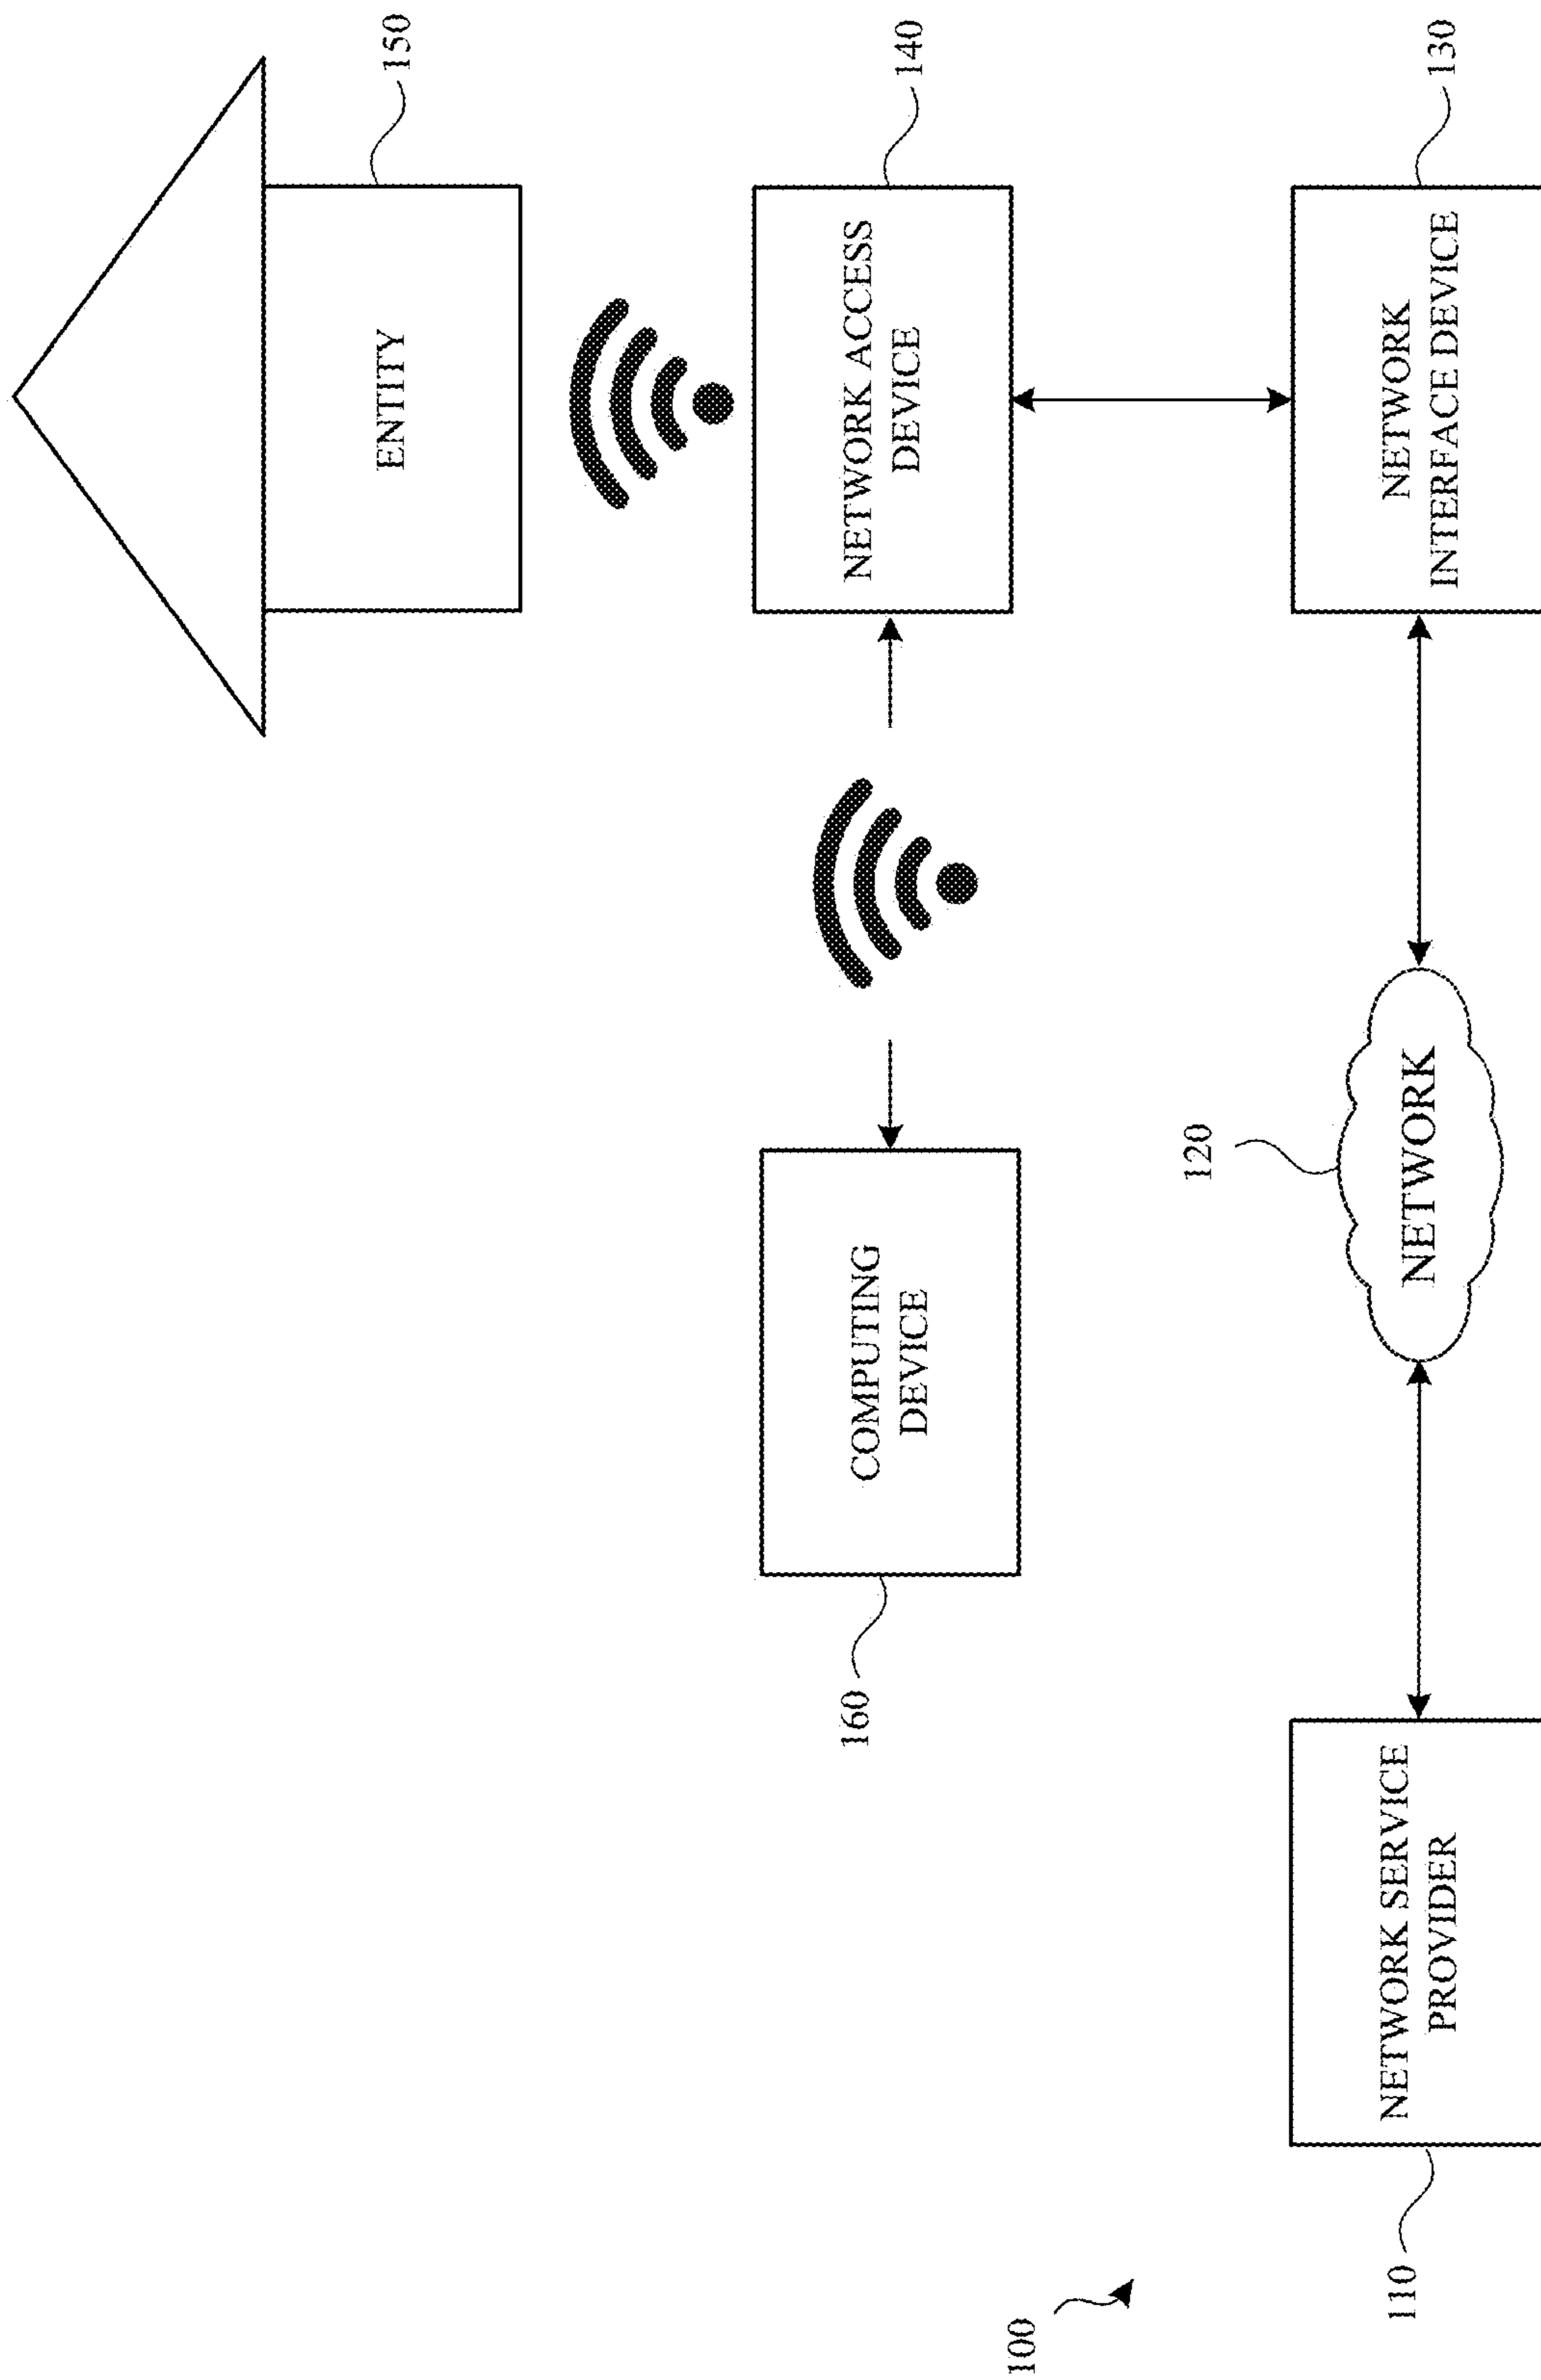 100
110
NETWORK SERVICE
PROVIDER
160
COMPUTING
DEVICE
120
NETWORK
ENTITY
150
NETWORK ACCESS
DEVICE
140
NETWORK
INTERFACE DEVICE
130